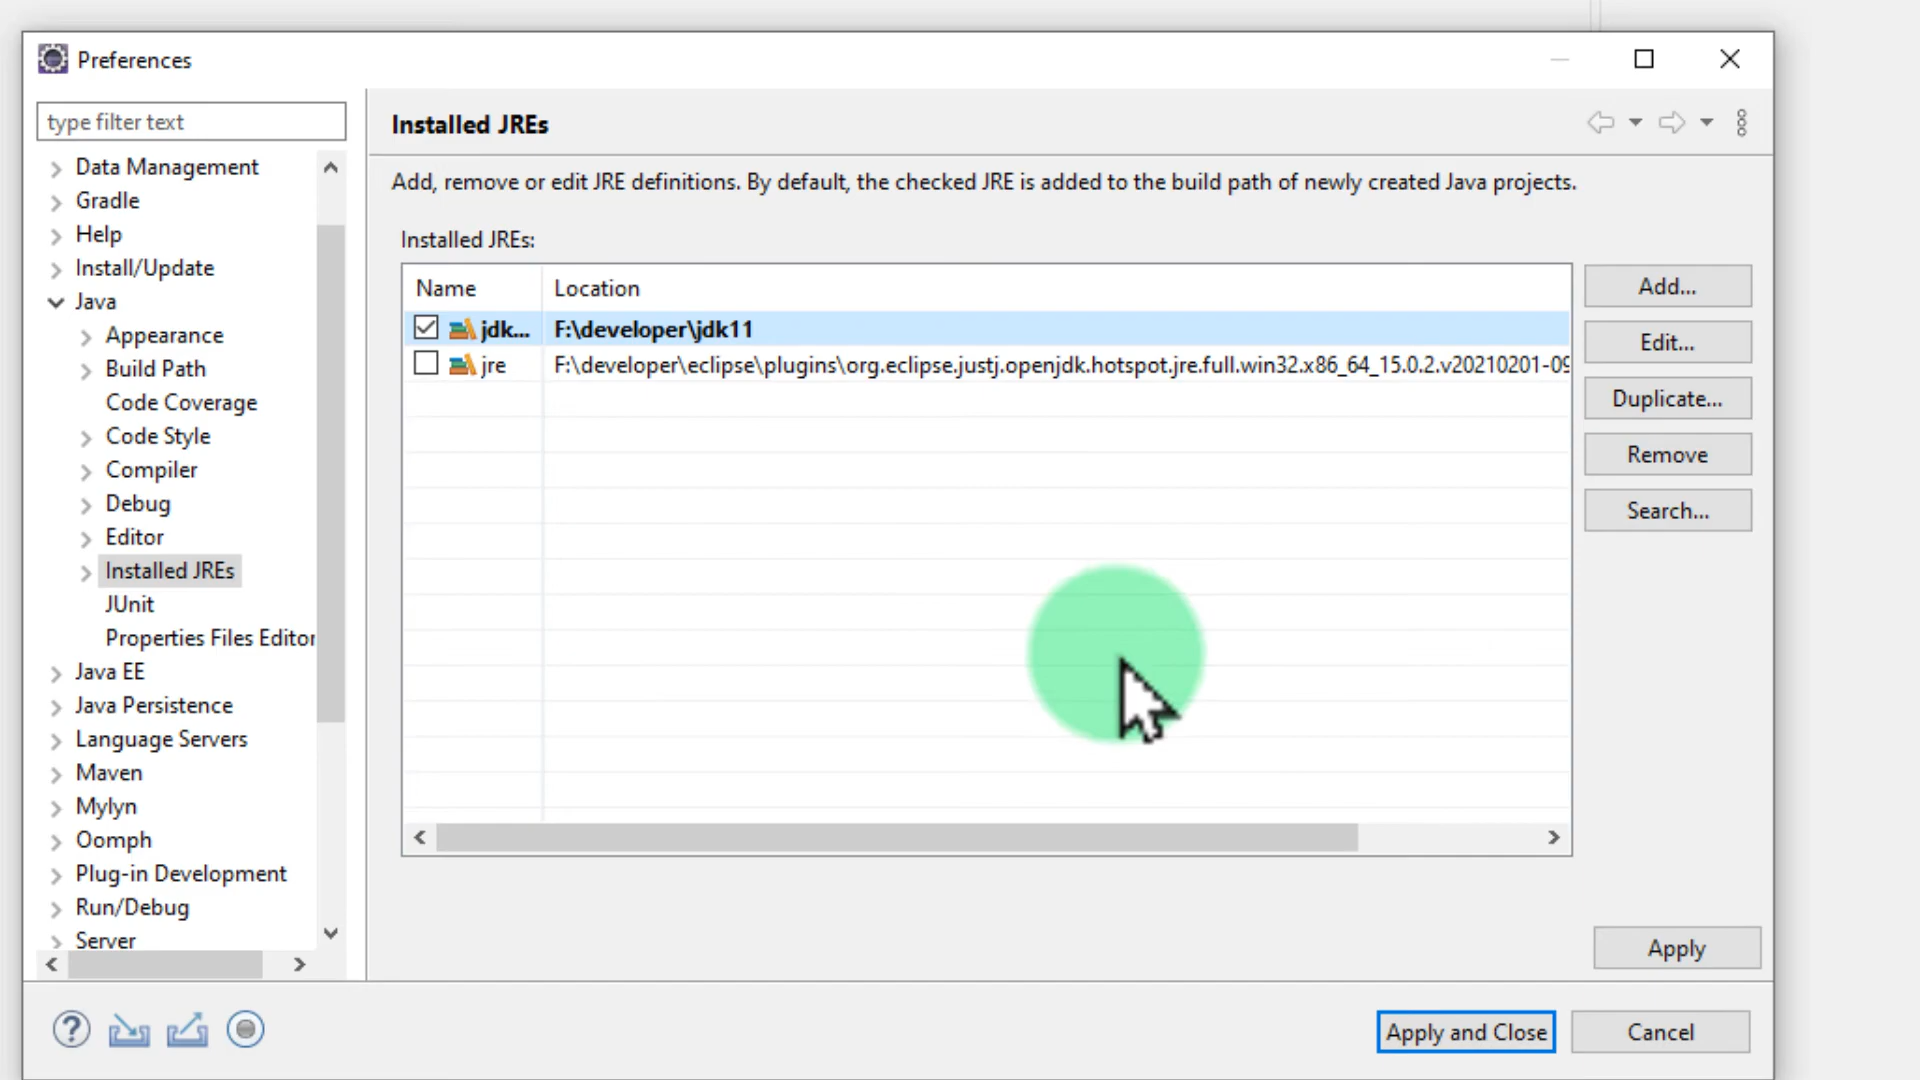 Preferences
type filter text
Data Management
Gradle
Help
Install/Update
Java
Appearance
Build Path
Code Coverage
Code Style
Compiler
Debug
Editor
Installed JREs
JUnit
Properties Files Editor
Java EE
Java Persistence
Language Servers
Maven
Mylyn
Oomph
Plug-in Development
Run/Debug
Server
Installed JREs
Add, remove or edit JRE definitions. By default, the checked JRE is added to the build path of newly created Java projects.
Installed JREs:
Name Location
jdk... F:\developer\jdk11
jre F:\developer\eclipse\plugins\org.eclipse.justj.openjdk.hotspot.jre.full.win32.x86_64_15.0.2.v20210201-09
Add...
Edit...
Duplicate...
Remove
Search...
Apply
Apply and Close
Cancel